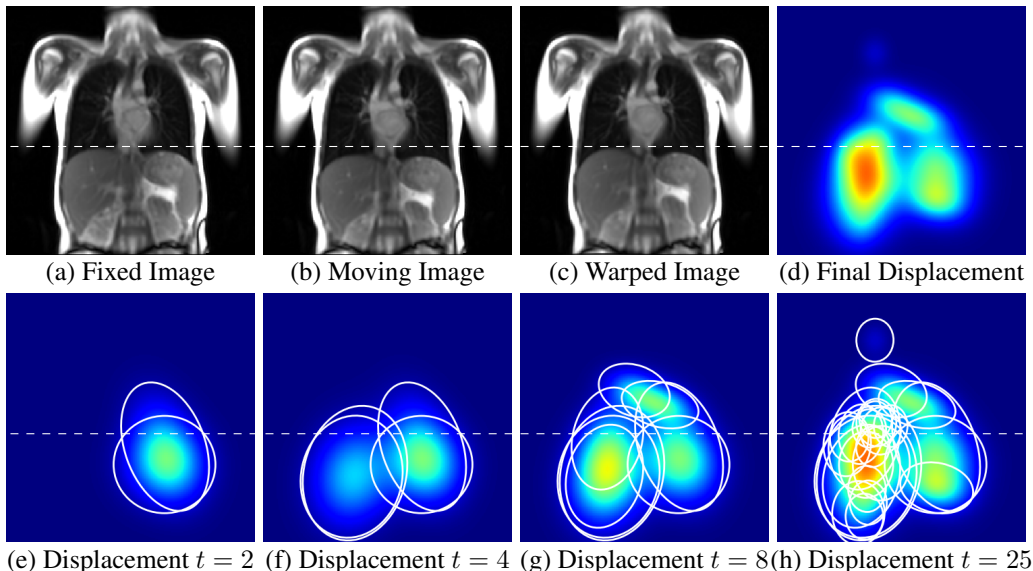 (a) Fixed Image
(b) Moving Image
(c) Warped Image
(d) Final Displacement
(e) Displacement t = 2
(f) Displacement t = 4
(g) Displacement t = 8
(h) Displacement t = 25